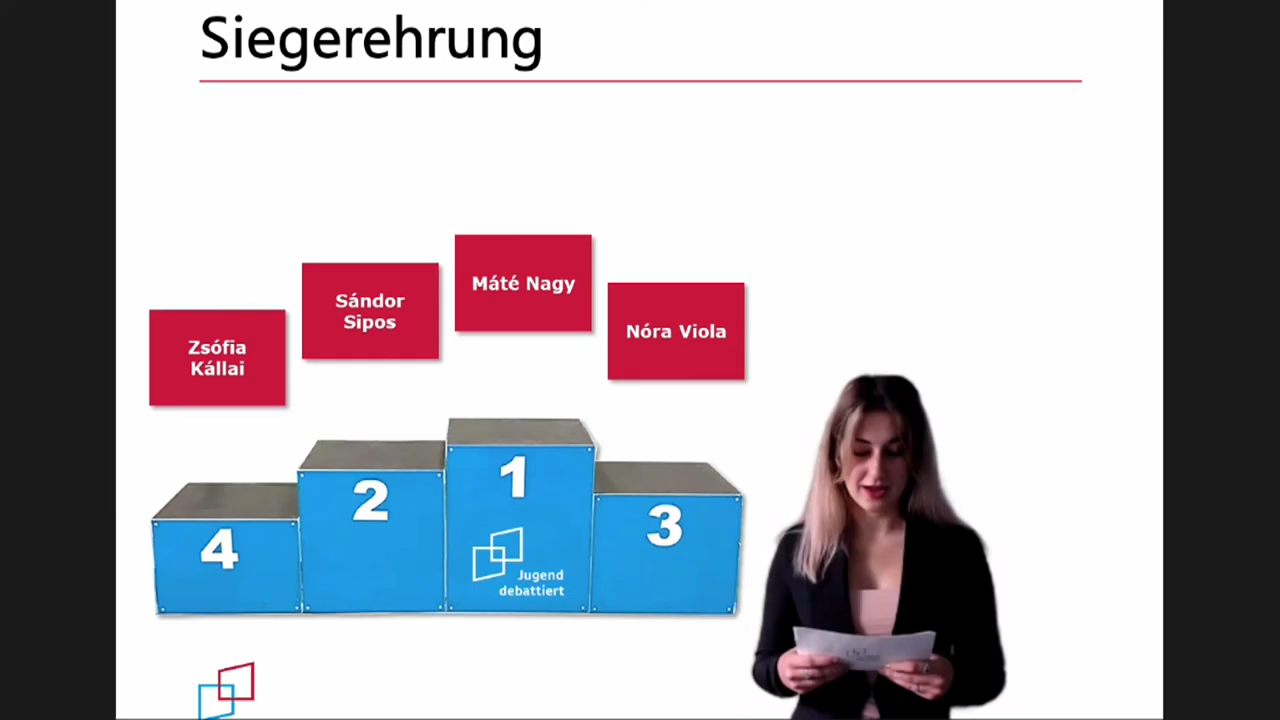 Siegerehrung
Zsófia
Kállai
Sándor
Sipos
Máté Nagy
Nóra Viola
4
2
1
3
Jugend
debattiert